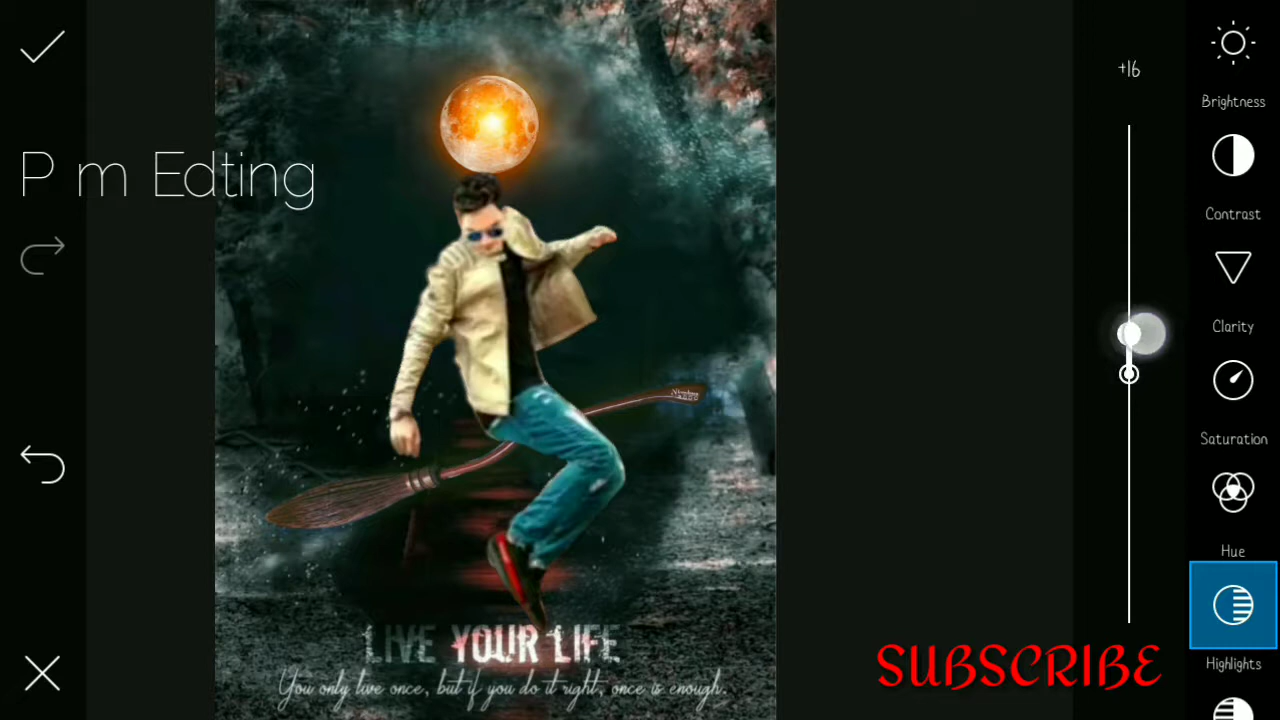 +16
Brightness
P m Edting
Contrast
Clarity
Saturation
Hue
LIVE YOUR LIFE
You only live once, but if you do it right, once is enough.
SUBSCRIBE
Highlights